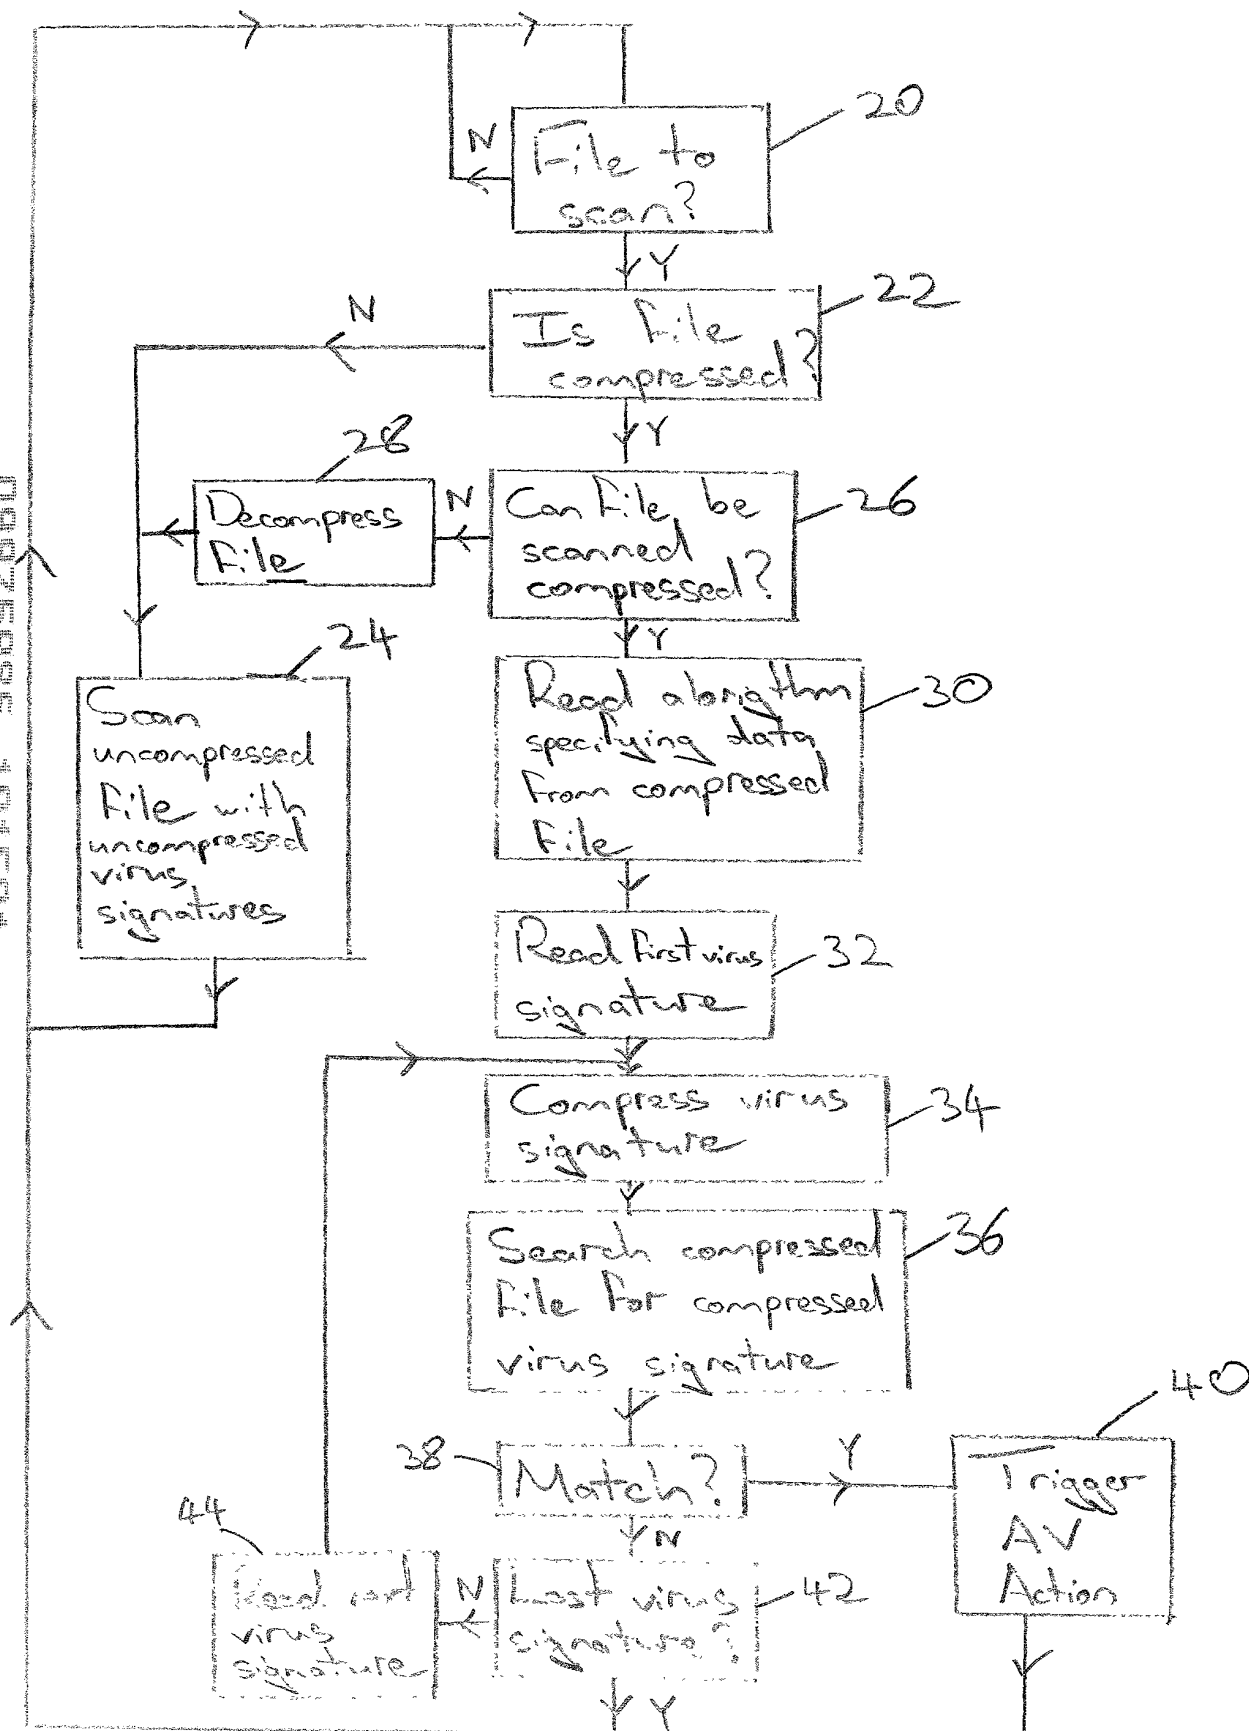 20
N
File to
scan?
Y
22
N
Is file
compressed?
Y
28
Decompress
file
N
Can file be
scanned
compressed?
26
24
Y
Scan
uncompressed
file with
uncompressed
virus
signatures
Read alorigthm
specifying data
from compressed
file
30
Read first virus
signature
32
Compress virus
signature
34
Search compressed
file for compressed
virus signature
36
38
Match?
Y
40
Trigger
AV
Action
N
44
Read next
virus
signature
N
Last virus
signature?
42
Y